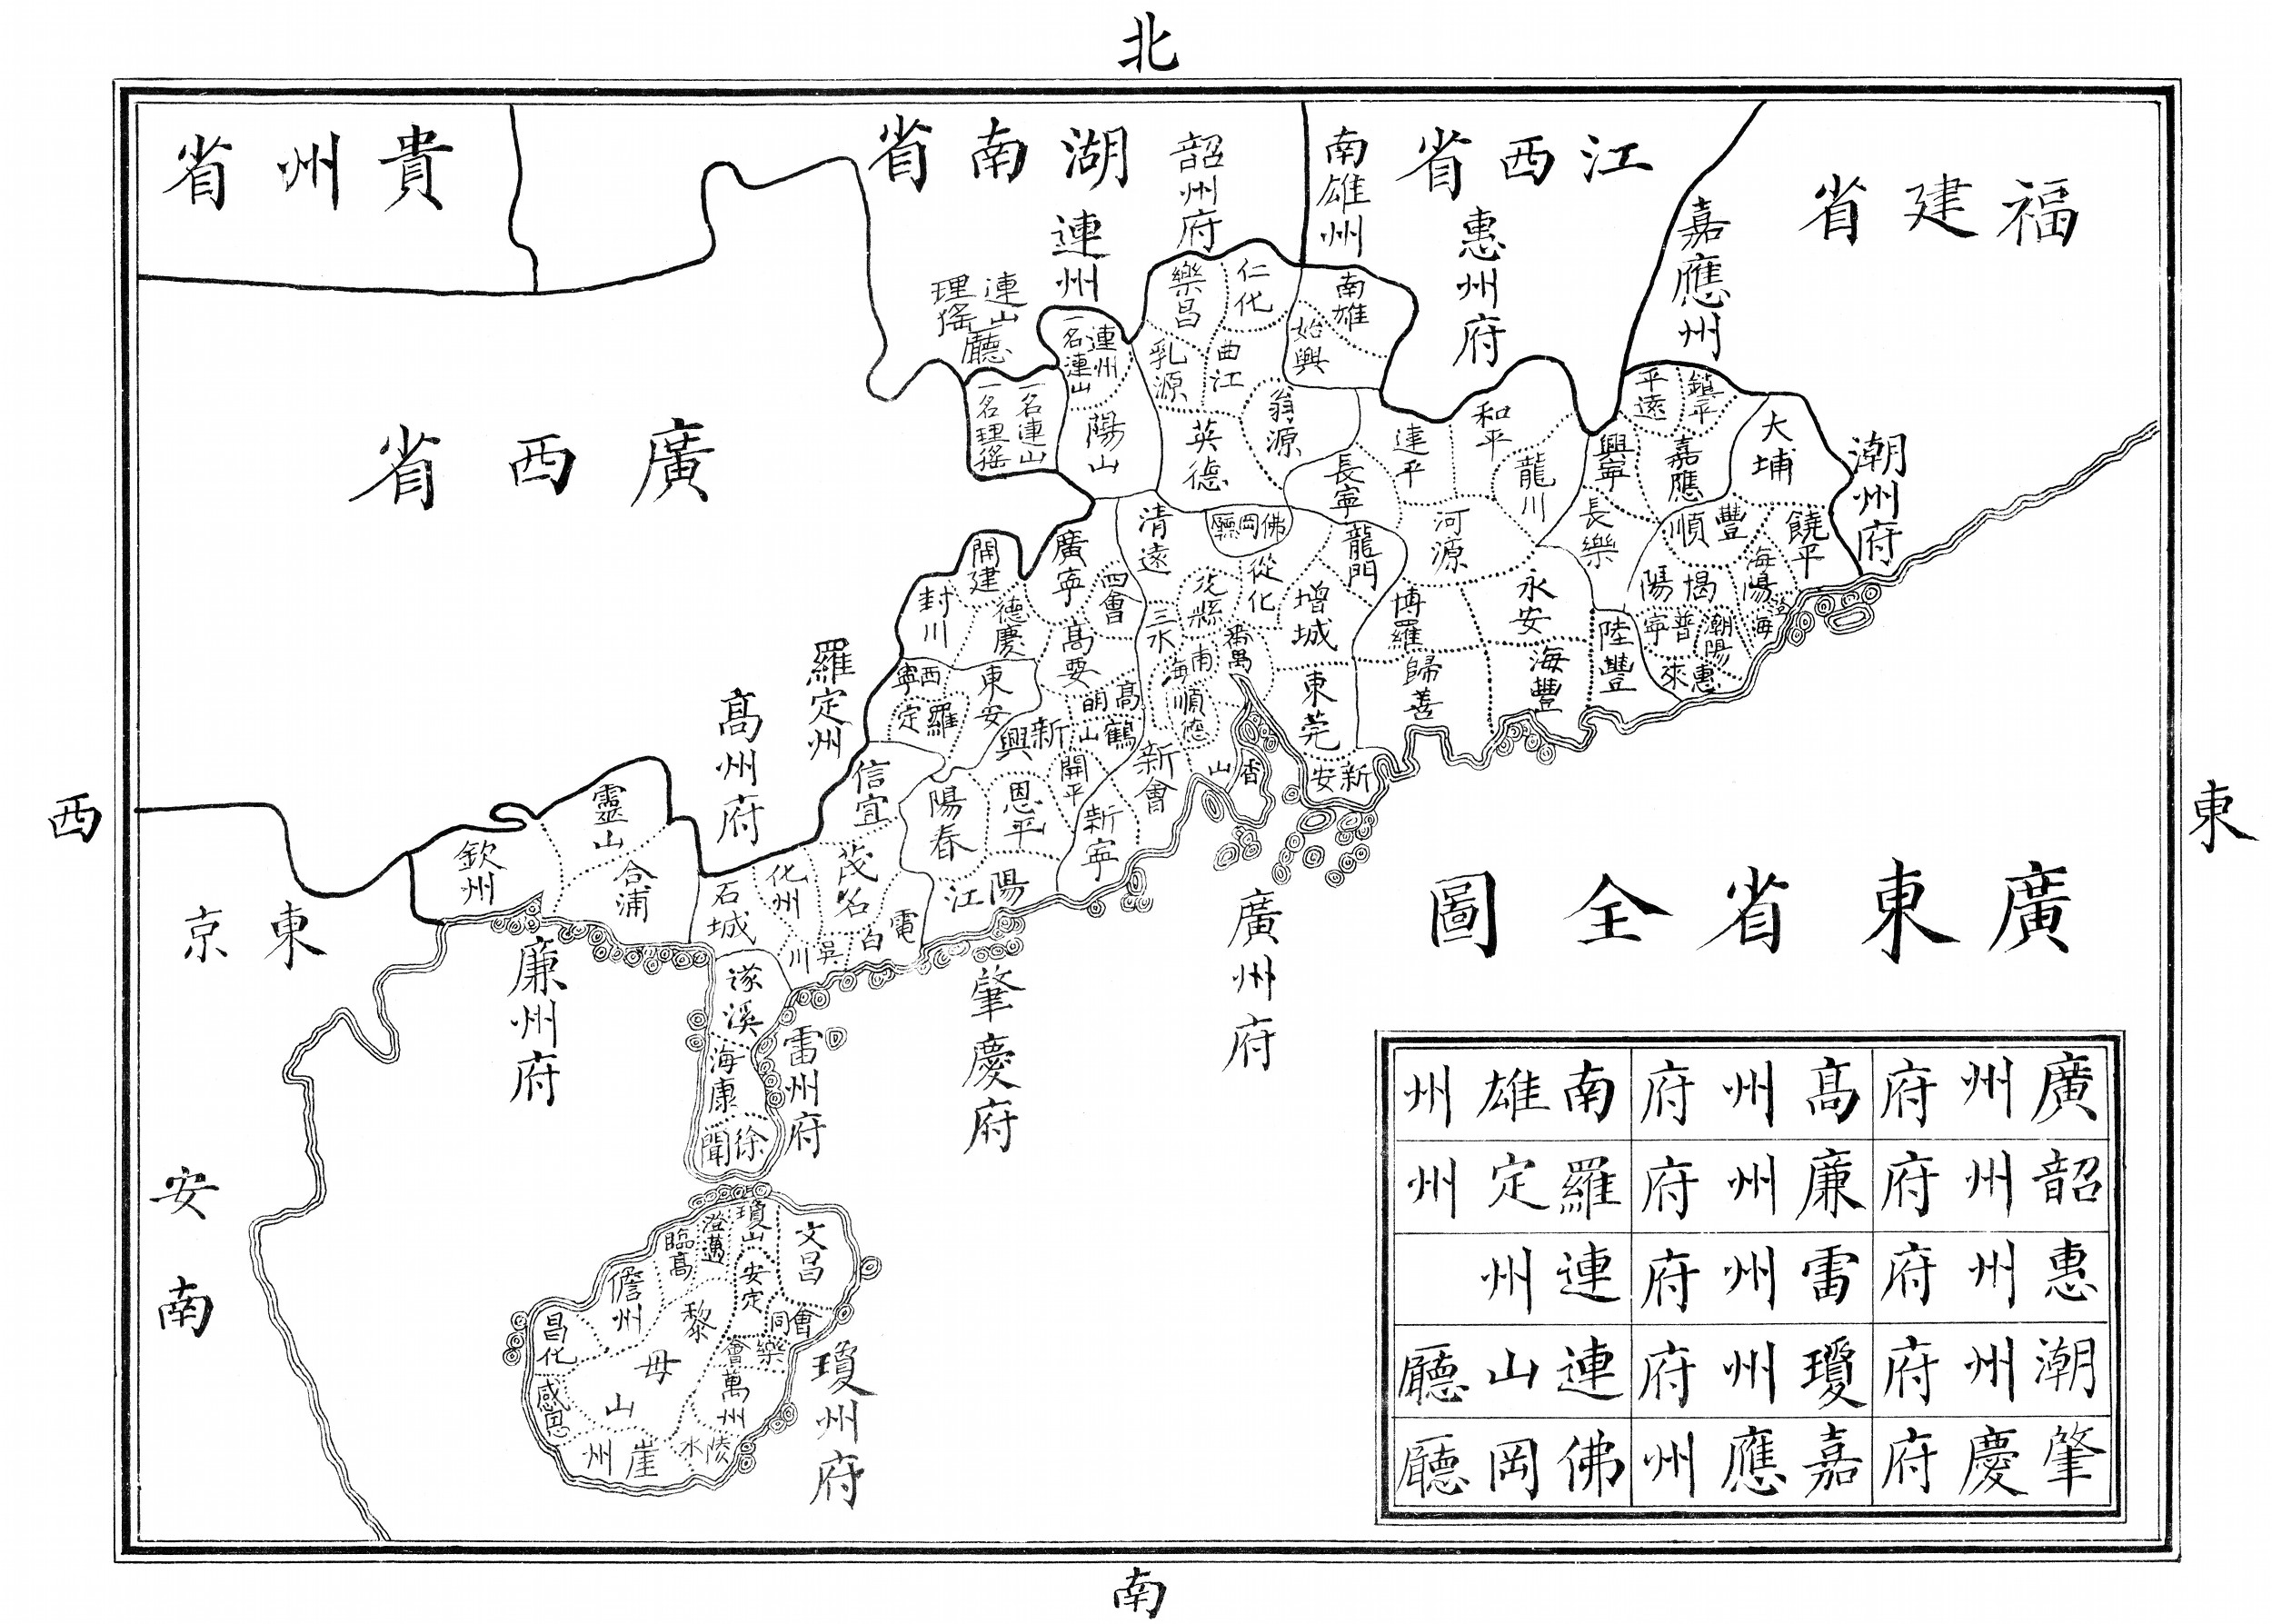 北
東
南
西
廣東省全圖
貴州省
湖南省
江西省
福建省
廣西省
東京
安南
韶州府
南雄州
惠州府
嘉應州
潮州府
連州
連山
理猺
廳
羅定州
高州府
廉州府
雷州府
肇慶府
廣州府
瓊州府
樂昌
仁化
南雄
始興
乳源
曲江
翁源
英德
連州
一名連山
陽山
一名連山
一名理猺
長寧
連平
和平
龍川
河源
永安
博羅
歸善
海豐
陸豐
平遠
鎮平
興寧
嘉應
長樂
大埔
豐順
饒平
海陽
揭陽
普寧
潮陽
惠來
澄海
清遠
佛岡廳
從化
龍門
增城
花縣
三水
番禺
南海
順德
東莞
新安
香山
新會
新寧
廣寧
四會
開建
封川
德慶
高要
高明
鶴山
新興
開平
恩平
陽春
陽江
西寧
東安
羅定
信宜
茂名
化州
石城
吳川
電白
靈山
合浦
欽州
遂溪
海康
徐聞
瓊山
澄邁
臨高
文昌
安定
儋州
會同
樂會
昌化
感恩
萬州
陵水
崖州
黎母山
廣州府
韶州府
惠州府
潮州府
肇慶府
高州府
廉州府
雷州府
瓊州府
嘉應州
南雄州
羅定州
連州
連山廳
佛岡廳